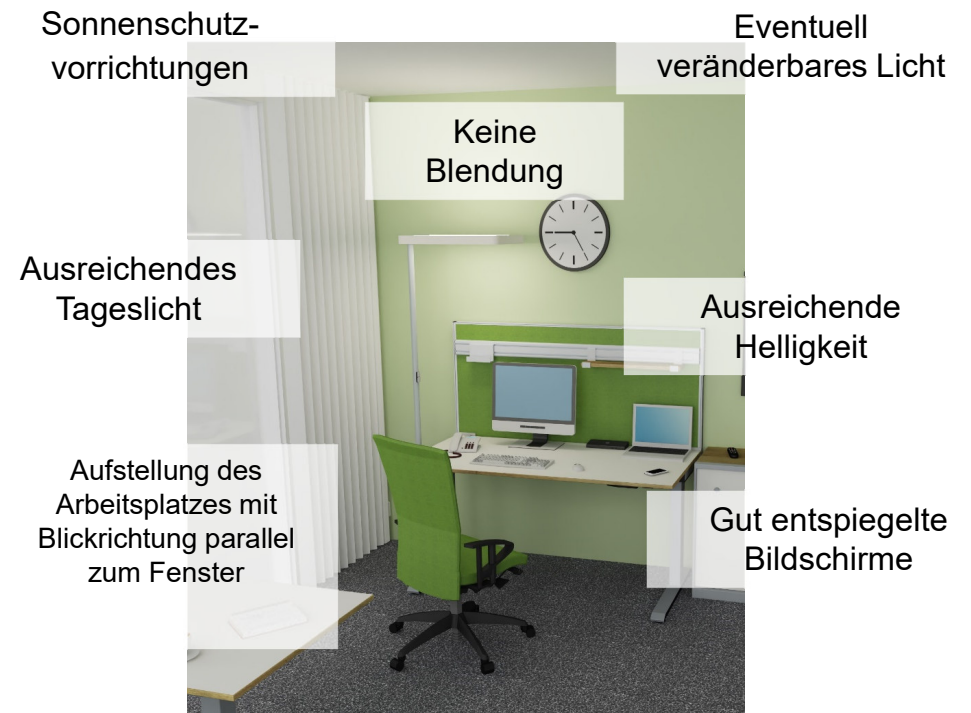 Sonnenschutz-
vorrichtungen
Eventuell
veränderbares Licht
Keine
Blendung
Ausreichendes
Tageslicht
Ausreichende
Helligkeit
Aufstellung des
Arbeitsplatzes mit
Blickrichtung parallel
zum Fenster
Gut entspiegelte
Bildschirme